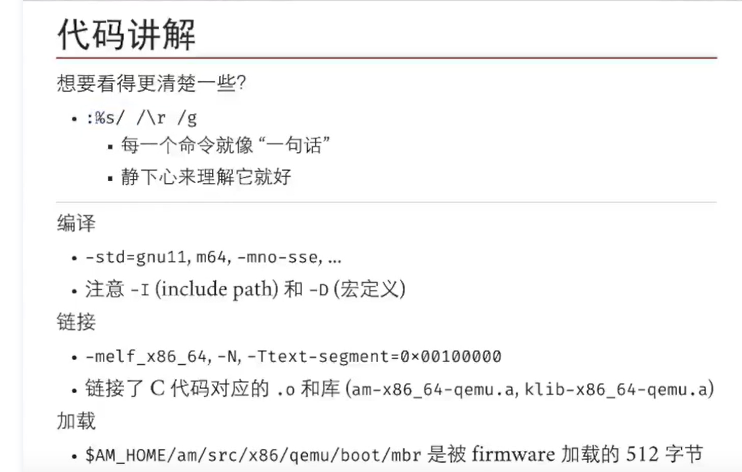 代码讲解
想要看得更清楚一些?
• :%s/ /\r /g
▪ 每一个命令就像 “一句话”
▪ 静下心来理解它就好
编译
• -std=gnu11, m64, -mno-sse, ...
• 注意 -I (include path) 和 -D (宏定义)
链接
• -melf_x86_64, -N, -Ttext-segment=0×00100000
• 链接了 C 代码对应的 .o 和库 (am-x86_64-qemu.a, klib-x86_64-qemu.a)
加载
• $AM_HOME/am/src/x86/qemu/boot/mbr 是被 firmware 加载的 512 字节